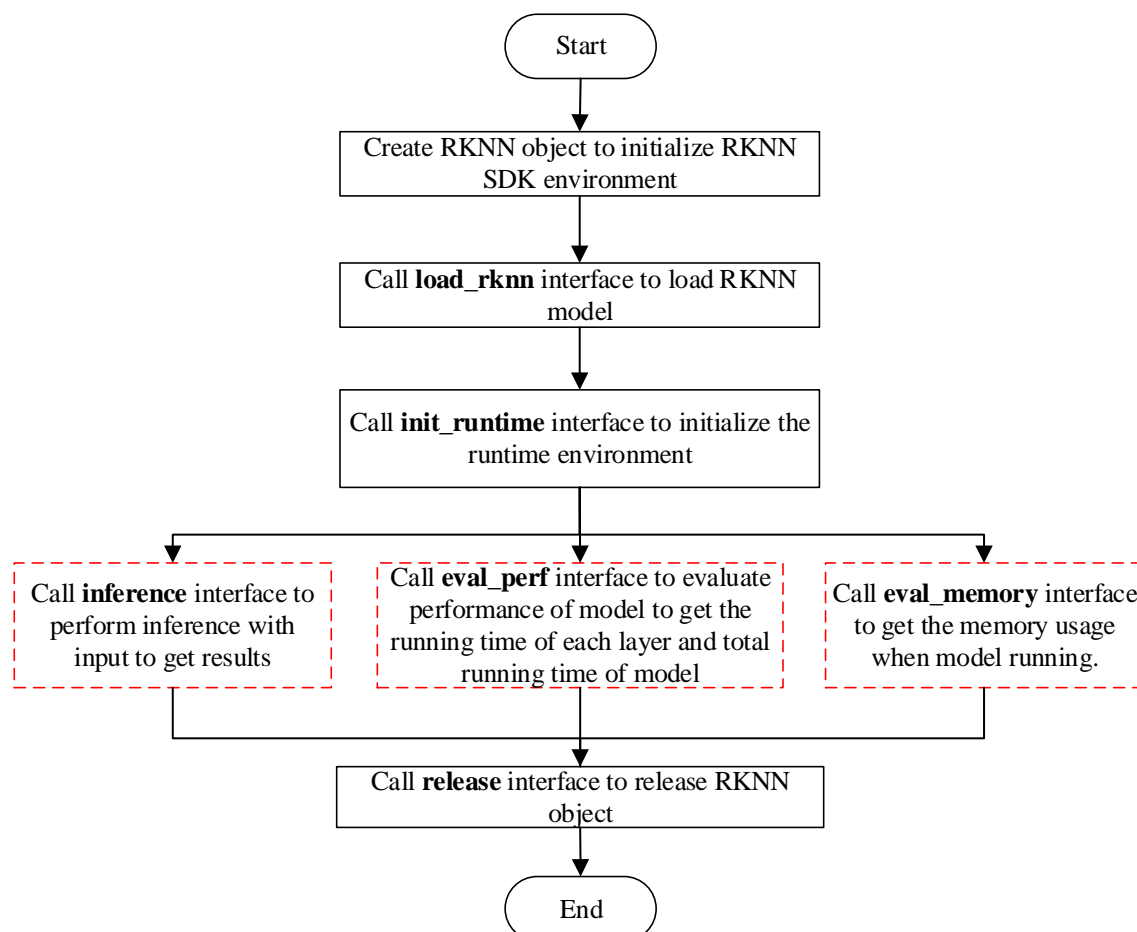 Start
Create RKNN object to initialize RKNN
SDK environment
Call load_rknn interface to load RKNN
model
Call init_runtime interface to initialize the
runtime environment
Call inference interface to
perform inference with
input to get results
Call eval_perf interface to evaluate
performance of model to get the
running time of each layer and total
running time of model
Call eval_memory interface
to get the memory usage
when model running.
Call release interface to release RKNN
object
End